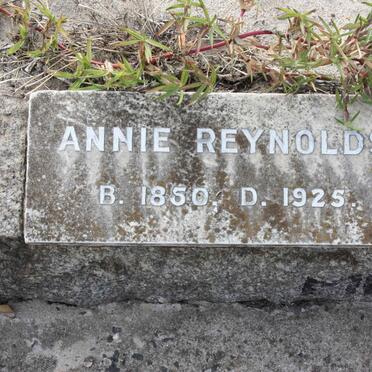 ANNIE REYNOLDS
B. 1850. D. 1925.